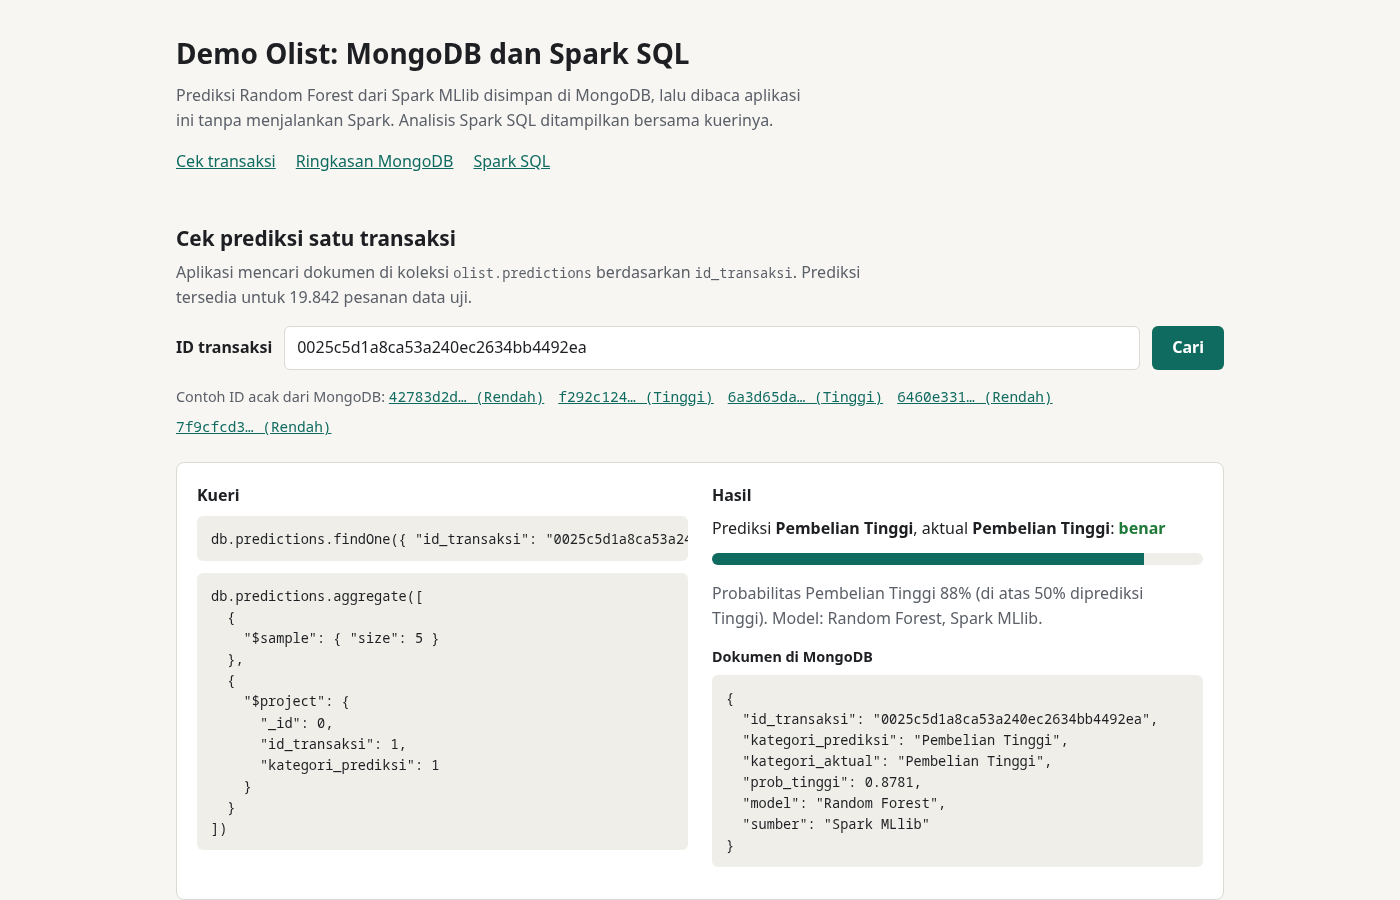 Demo Olist: MongoDB dan Spark SQL
Prediksi Random Forest dari Spark MLlib disimpan di MongoDB, lalu dibaca aplikasi
ini tanpa menjalankan Spark. Analisis Spark SQL ditampilkan bersama kuerinya.
Cek transaksi Ringkasan MongoDB Spark SQL
Cek prediksi satu transaksi
Aplikasi mencari dokumen di koleksi olist.predictions berdasarkan id_transaksi. Prediksi
tersedia untuk 19.842 pesanan data uji.
ID transaksi 0025c5d1a8ca53a240ec2634bb4492ea Cari
Contoh ID acak dari MongoDB: 42783d2d… (Rendah) f292c124… (Tinggi) 6a3d65da… (Tinggi) 6460e331… (Rendah)
7f9cfcd3… (Rendah)
Kueri
db.predictions.findOne({ "id_transaksi": "0025c5d1a8ca53a24
db.predictions.aggregate([
  {
    "$sample": { "size": 5 }
  },
  {
    "$project": {
      "_id": 0,
      "id_transaksi": 1,
      "kategori_prediksi": 1
    }
  }
])
Hasil
Prediksi Pembelian Tinggi, aktual Pembelian Tinggi: benar
Probabilitas Pembelian Tinggi 88% (di atas 50% diprediksi
Tinggi). Model: Random Forest, Spark MLlib.
Dokumen di MongoDB
{
  "id_transaksi": "0025c5d1a8ca53a240ec2634bb4492ea",
  "kategori_prediksi": "Pembelian Tinggi",
  "kategori_aktual": "Pembelian Tinggi",
  "prob_tinggi": 0.8781,
  "model": "Random Forest",
  "sumber": "Spark MLlib"
}